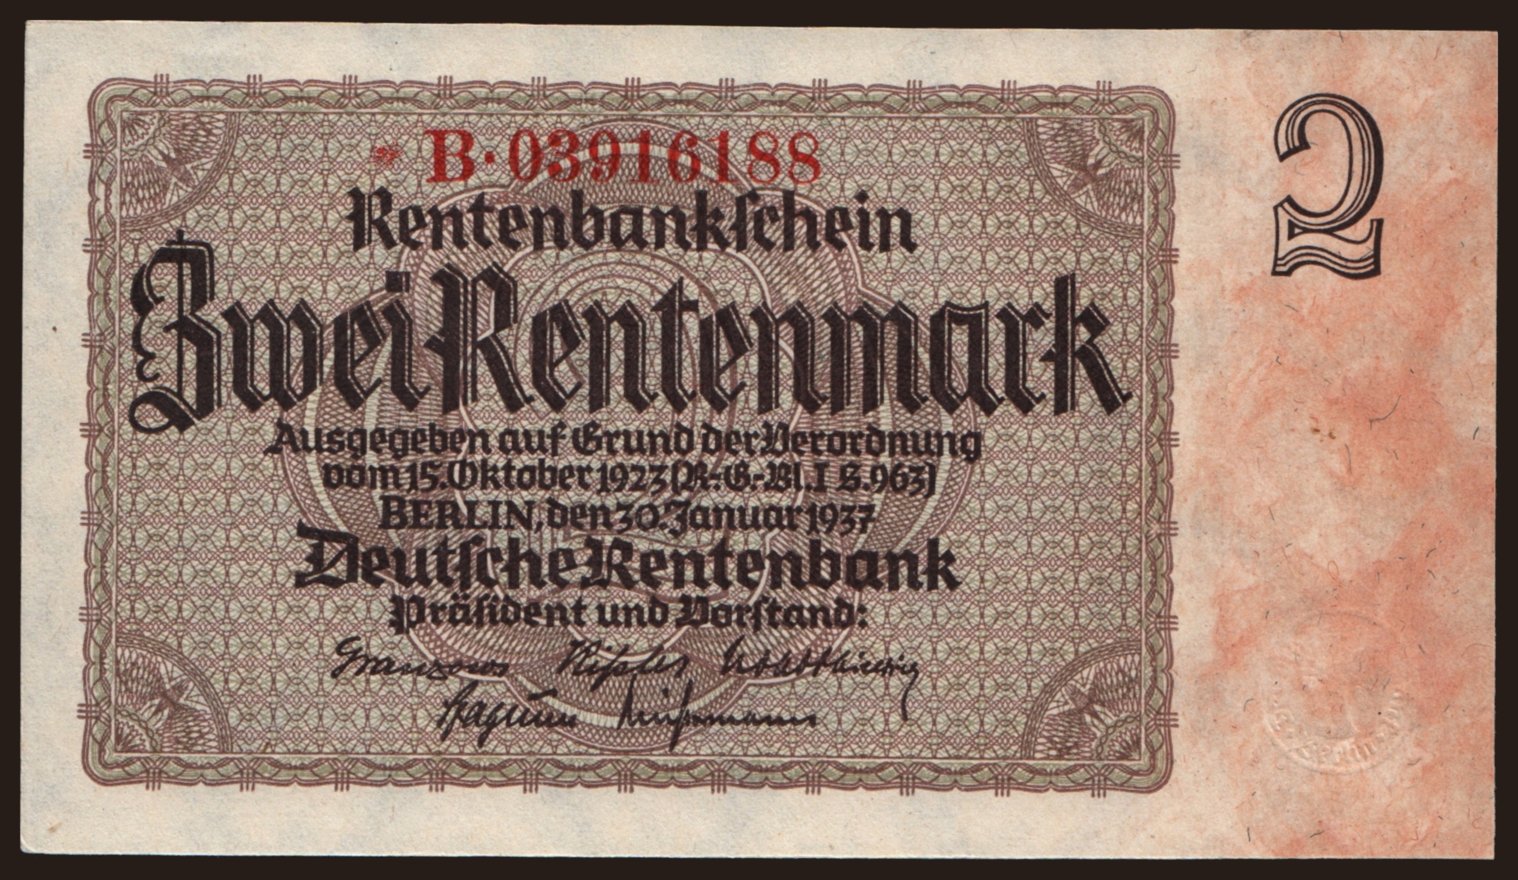 * B·03916188
2
Rentenbankſchein
Zwei Rentenmark
Ausgegeben auf Grund der Verordnung
vom 15. Oktober 1923 (R.-G.-Bl. I S. 963)
BERLIN, den 30. Januar 1937
Deutſche Rentenbank
Präſident und Vorſtand: